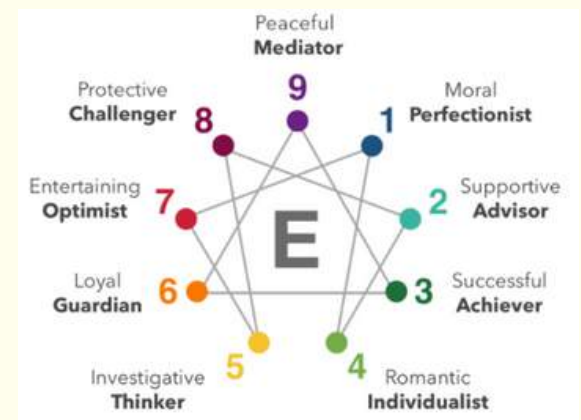 Peaceful
Mediator
9
Moral
Perfectionist
1
Supportive
Advisor
2
Successful
Achiever
3
Romantic
Individualist
4
Investigative
Thinker
5
Loyal
Guardian
6
Entertaining
Optimist
7
Protective
Challenger
8
E